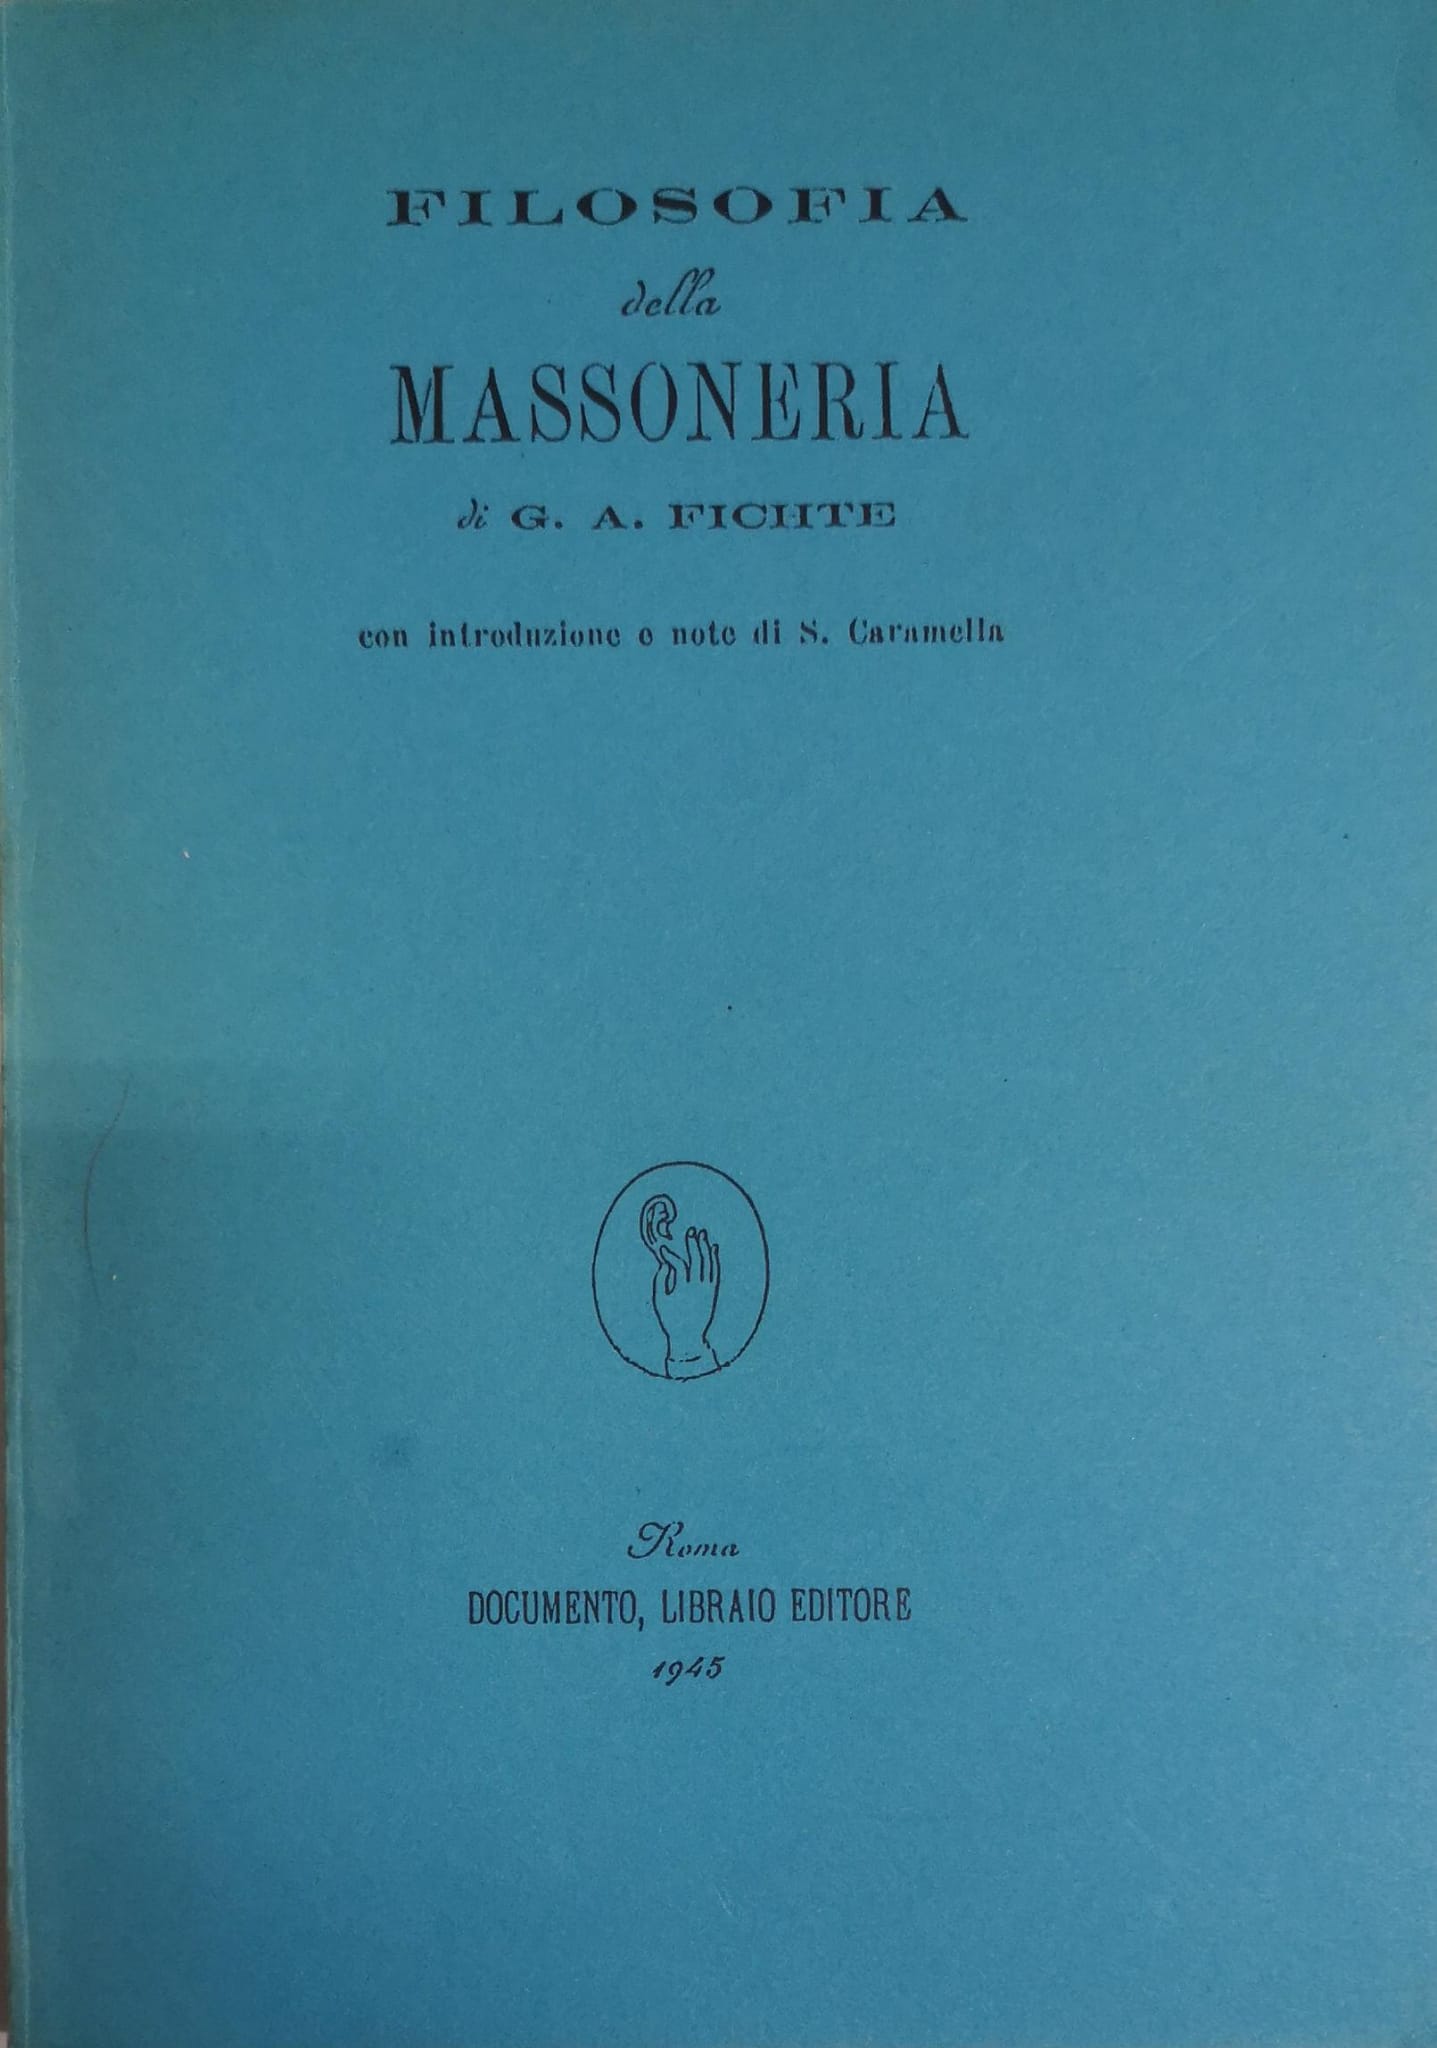 FILOSOFIA
della
MASSONERIA
di G. A. FICHTE
con introduzione e note di S. Caramella
Roma
DOCUMENTO, LIBRAIO EDITORE
1945